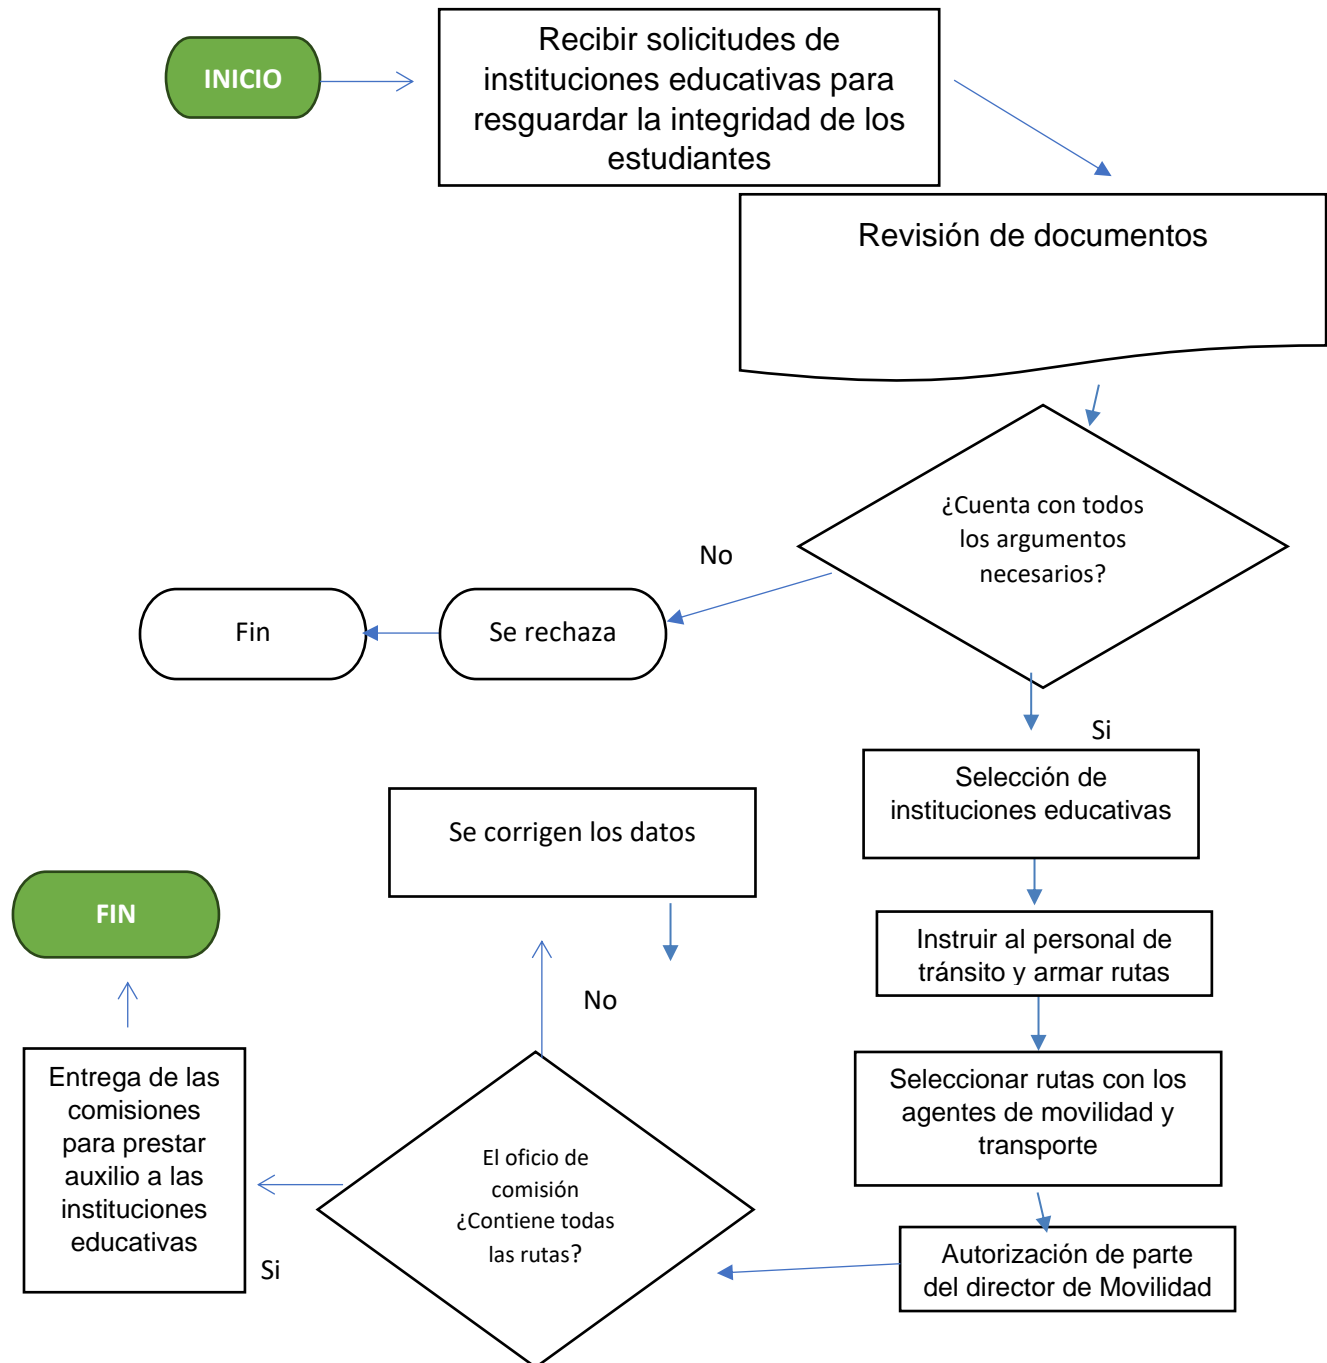 INICIO
Recibir solicitudes de
instituciones educativas para
resguardar la integridad de los
estudiantes
Revisión de documentos
¿Cuenta con todos
los argumentos
necesarios?
No
Se rechaza
Fin
Si
Selección de
instituciones educativas
Instruir al personal de
tránsito y armar rutas
Seleccionar rutas con los
agentes de movilidad y
transporte
Autorización de parte
del director de Movilidad
El oficio de
comisión
¿Contiene todas
las rutas?
No
Se corrigen los datos
Si
Entrega de las
comisiones
para prestar
auxilio a las
instituciones
educativas
FIN